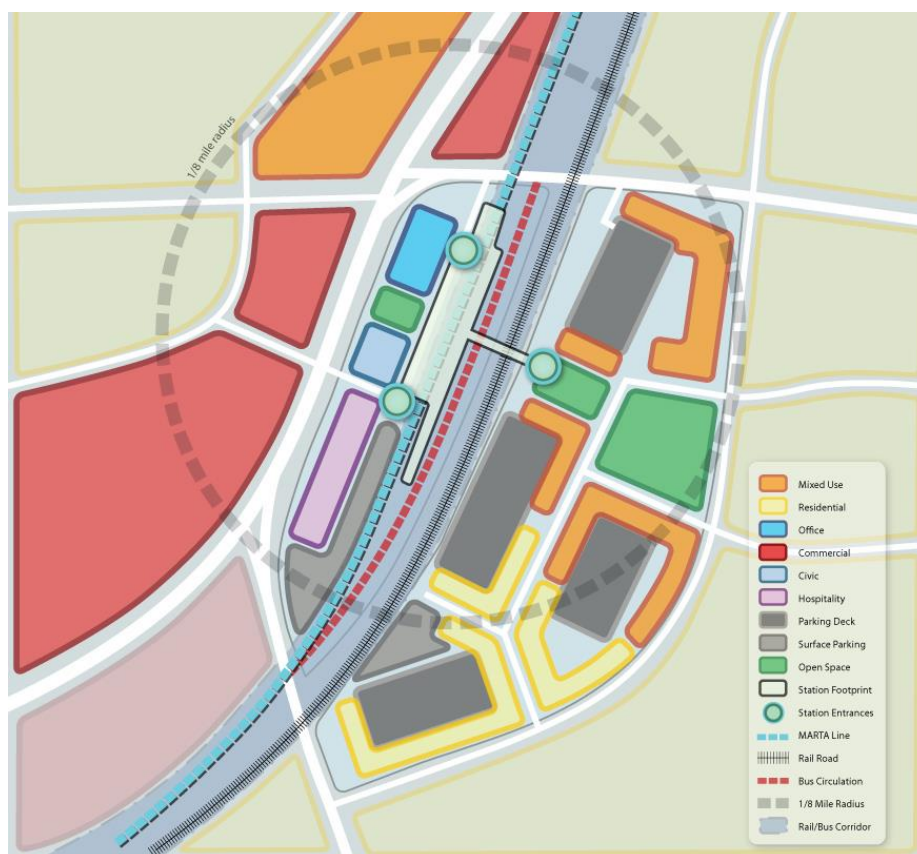 1/8 mile radius
Mixed Use
Residential
Office
Commercial
Civic
Hospitality
Parking Deck
Surface Parking
Open Space
Station Footprint
Station Entrances
MARTA Line
Rail Road
Bus Circulation
1/8 Mile Radius
Rail/Bus Corridor